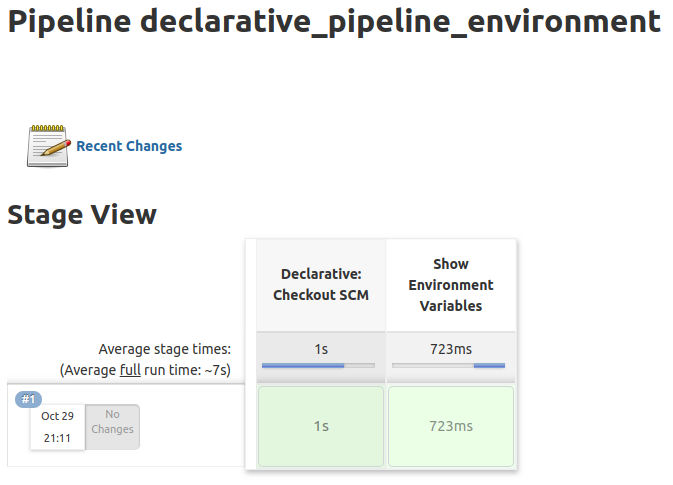 Pipeline declarative_pipeline_environment
Recent Changes
Stage View
Declarative:
Checkout SCM
Show
Environment
Variables
Average stage times:
(Average full run time: ~7s)
1s
723ms
#1
Oct 29
21:11
No
Changes
1s
723ms